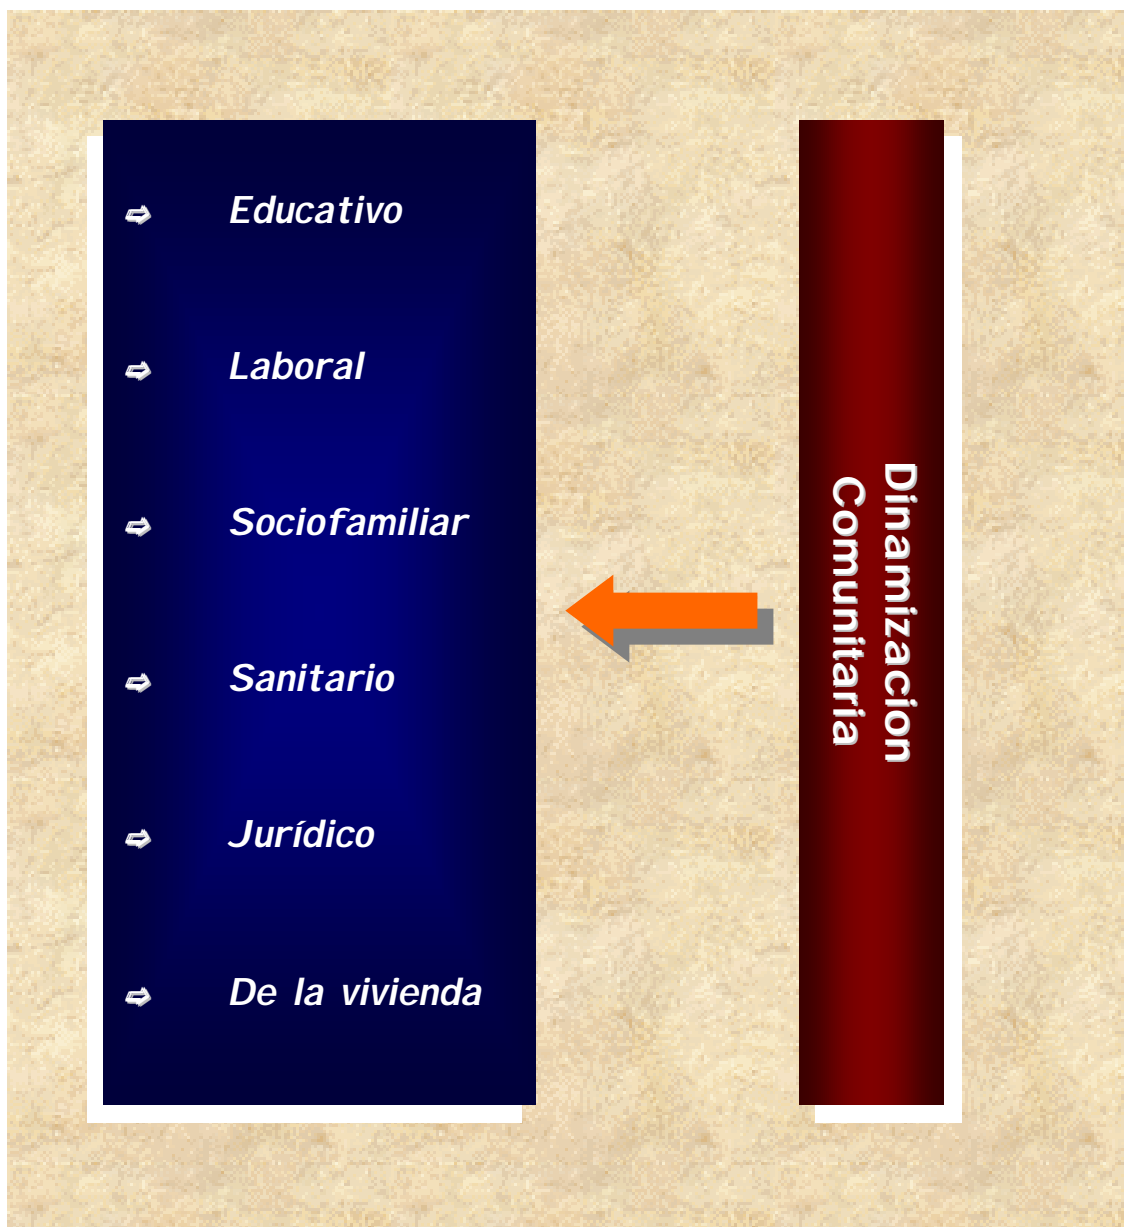 Educativo
Laboral
Sociofamiliar
Sanitario
Jurídico
De la vivienda
Dinamizacion
Comunitaria